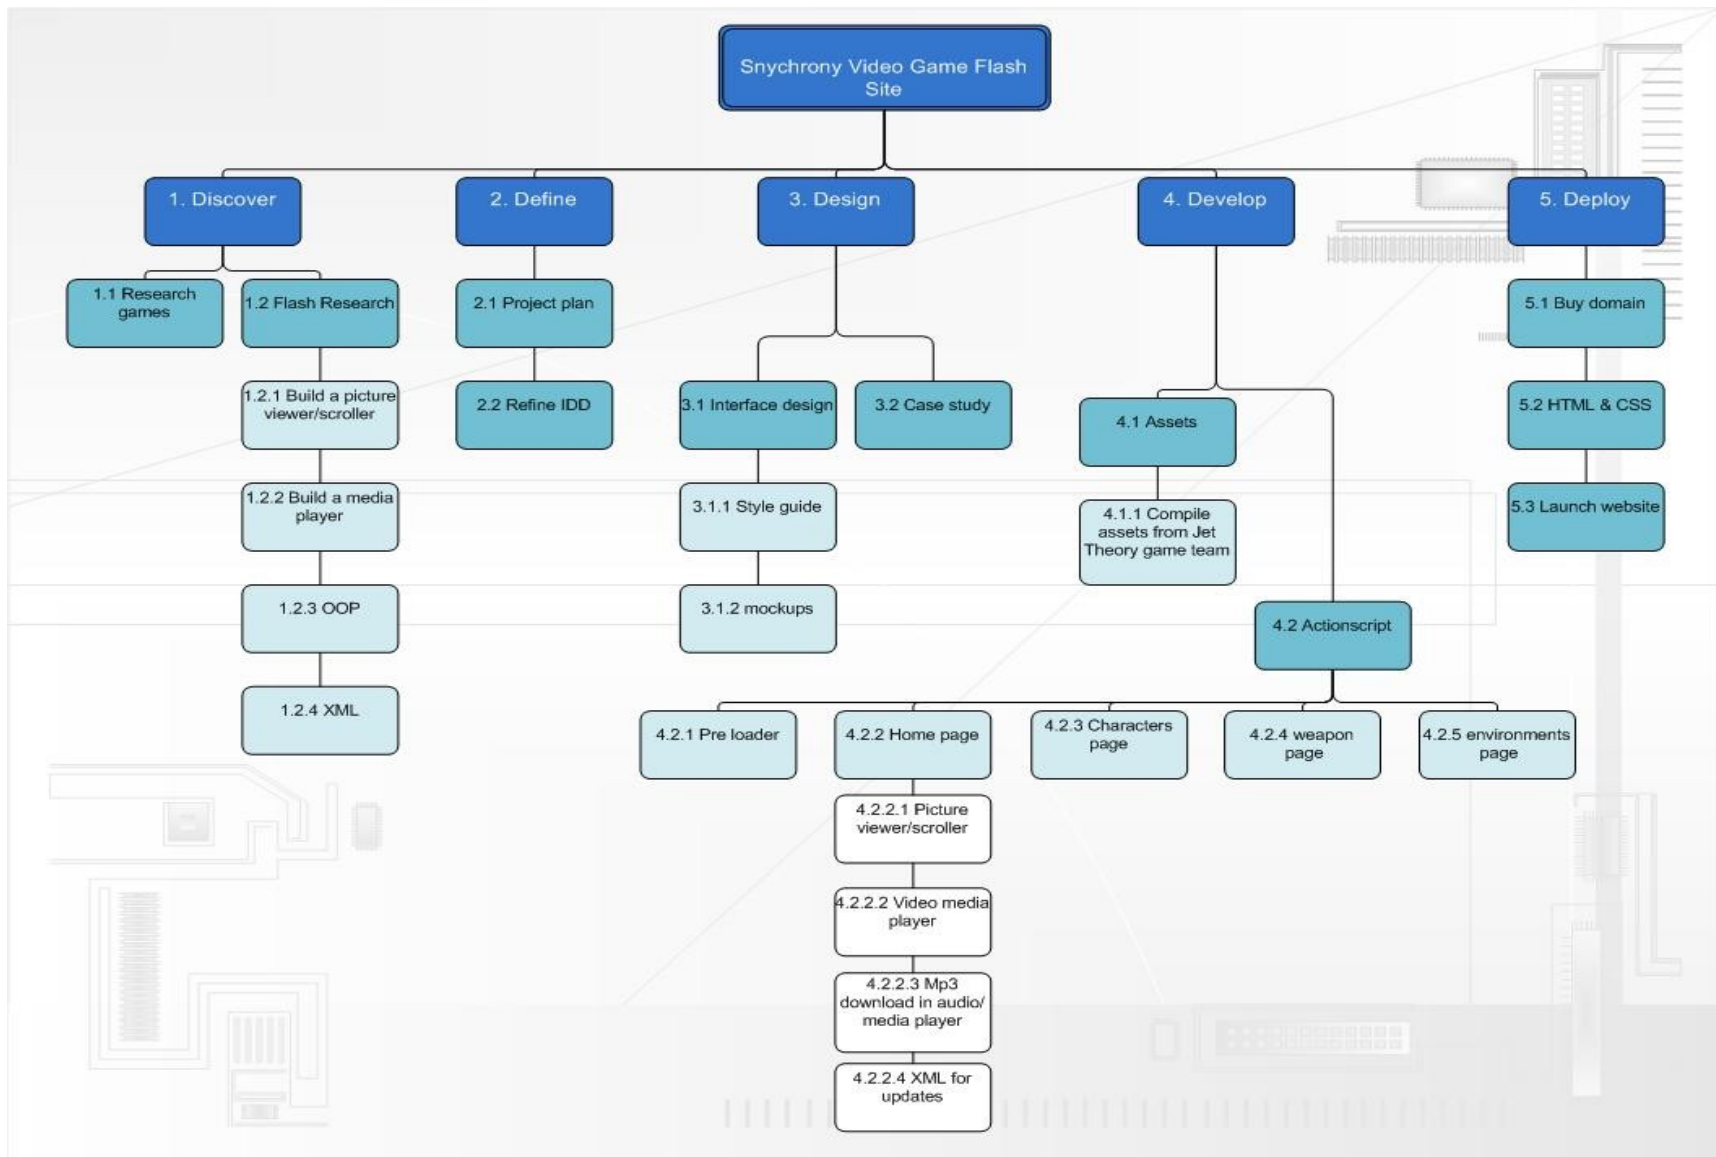 Snychrony Video Game Flash
Site
1. Discover
2. Define
3. Design
4. Develop
5. Deploy
1.1 Research
games
1.2 Flash Research
1.2.1 Build a picture
viewer/scroller
1.2.2 Build a media
player
1.2.3 OOP
1.2.4 XML
2.1 Project plan
2.2 Refine IDD
3.1 Interface design
3.2 Case study
3.1.1 Style guide
3.1.2 mockups
4.1 Assets
4.1.1 Compile
assets from Jet
Theory game team
4.2 Actionscript
4.2.1 Pre loader
4.2.2 Home page
4.2.3 Characters
page
4.2.4 weapon
page
4.2.5 environments
page
4.2.2.1 Picture
viewer/scroller
4.2.2.2 Video media
player
4.2.2.3 Mp3
download in audio/
media player
4.2.2.4 XML for
updates
5.1 Buy domain
5.2 HTML & CSS
5.3 Launch website